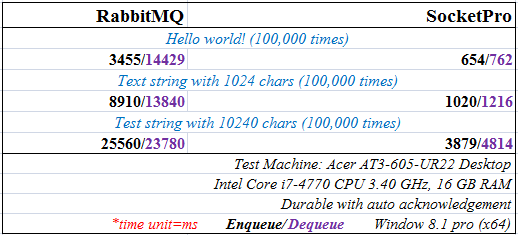 RabbitMQ SocketPro
Hello world! (100,000 times)
3455/14429 654/762
Text string with 1024 chars (100,000 times)
8910/13840 1020/1216
Test string with 10240 chars (100,000 times)
25560/23780 3879/4814
Test Machine: Acer AT3-605-UR22 Desktop
Intel Core i7-4770 CPU 3.40 GHz, 16 GB RAM
Durable with auto acknowledgement
*time unit=ms Enqueue/Dequeue Window 8.1 pro (x64)